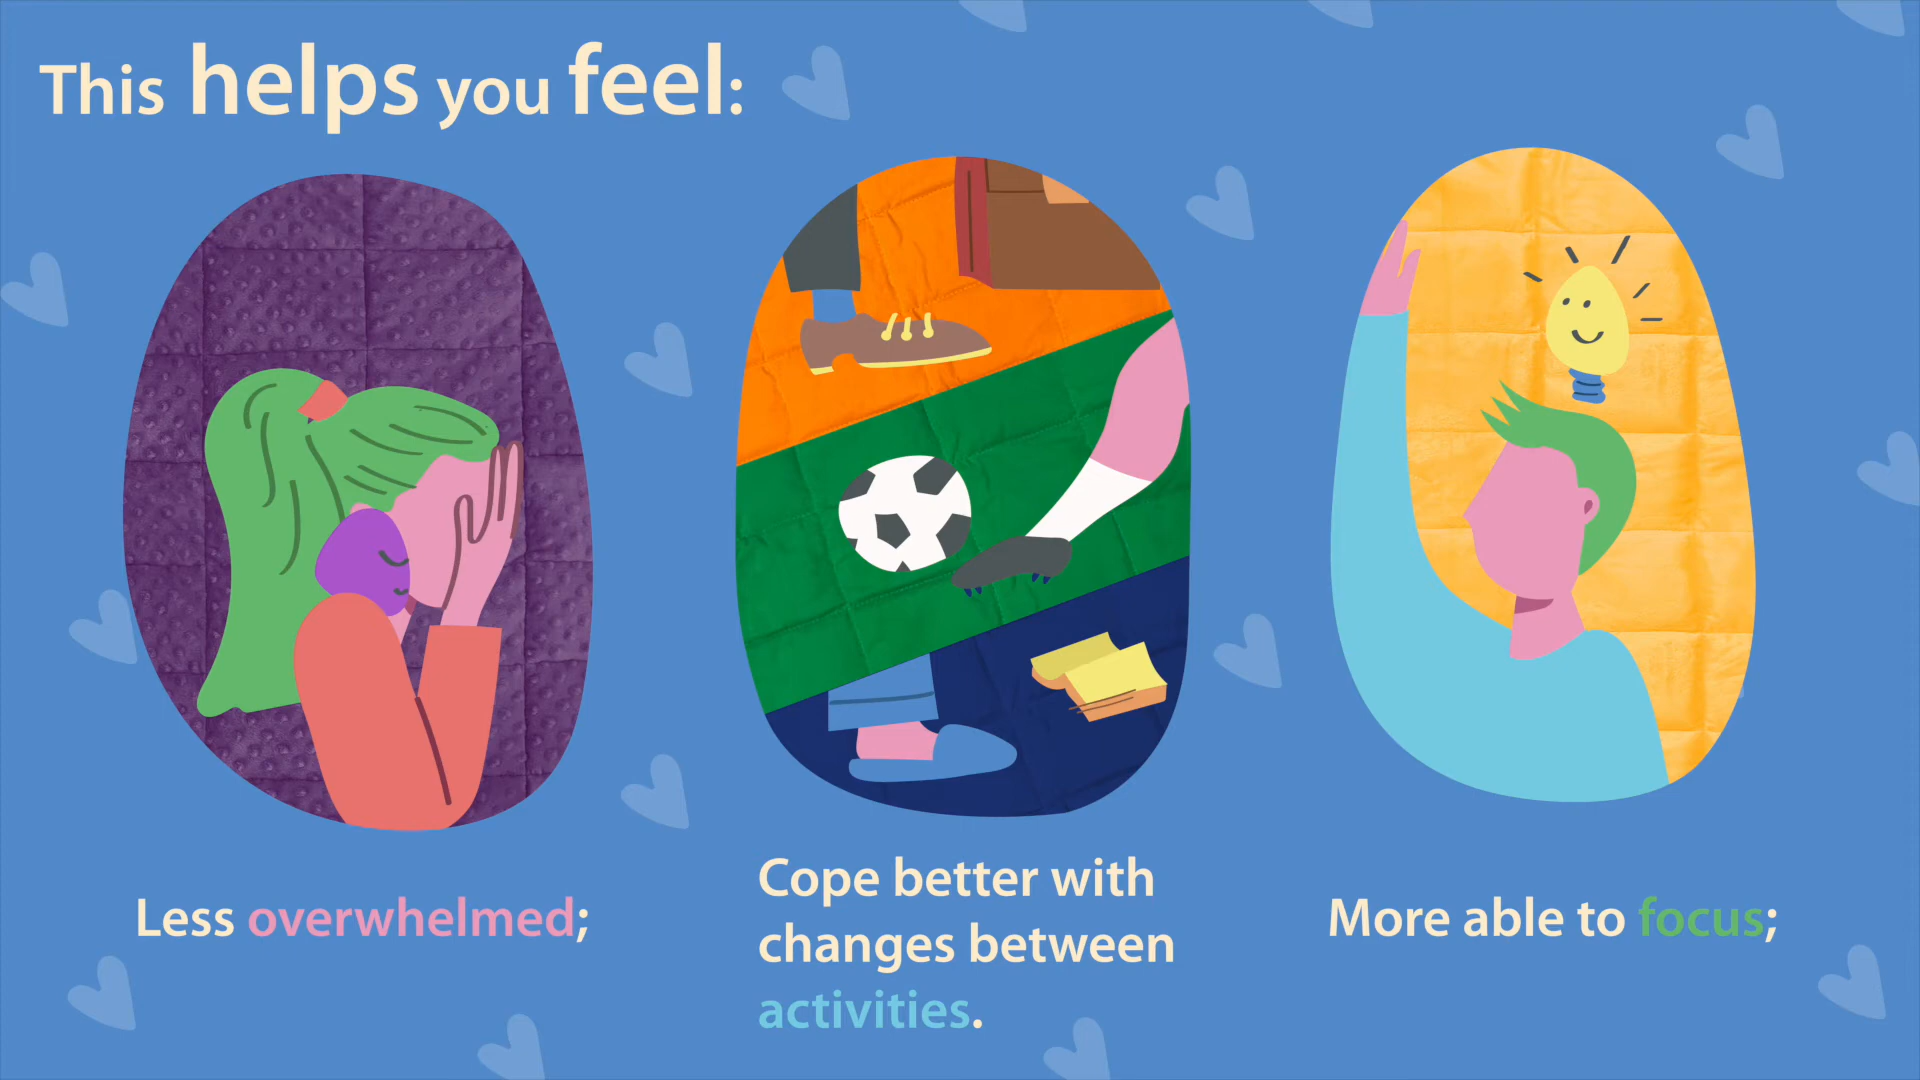 This helps you feel:
Less overwhelmed;
Cope better with
changes between
activities.
More able to focus;